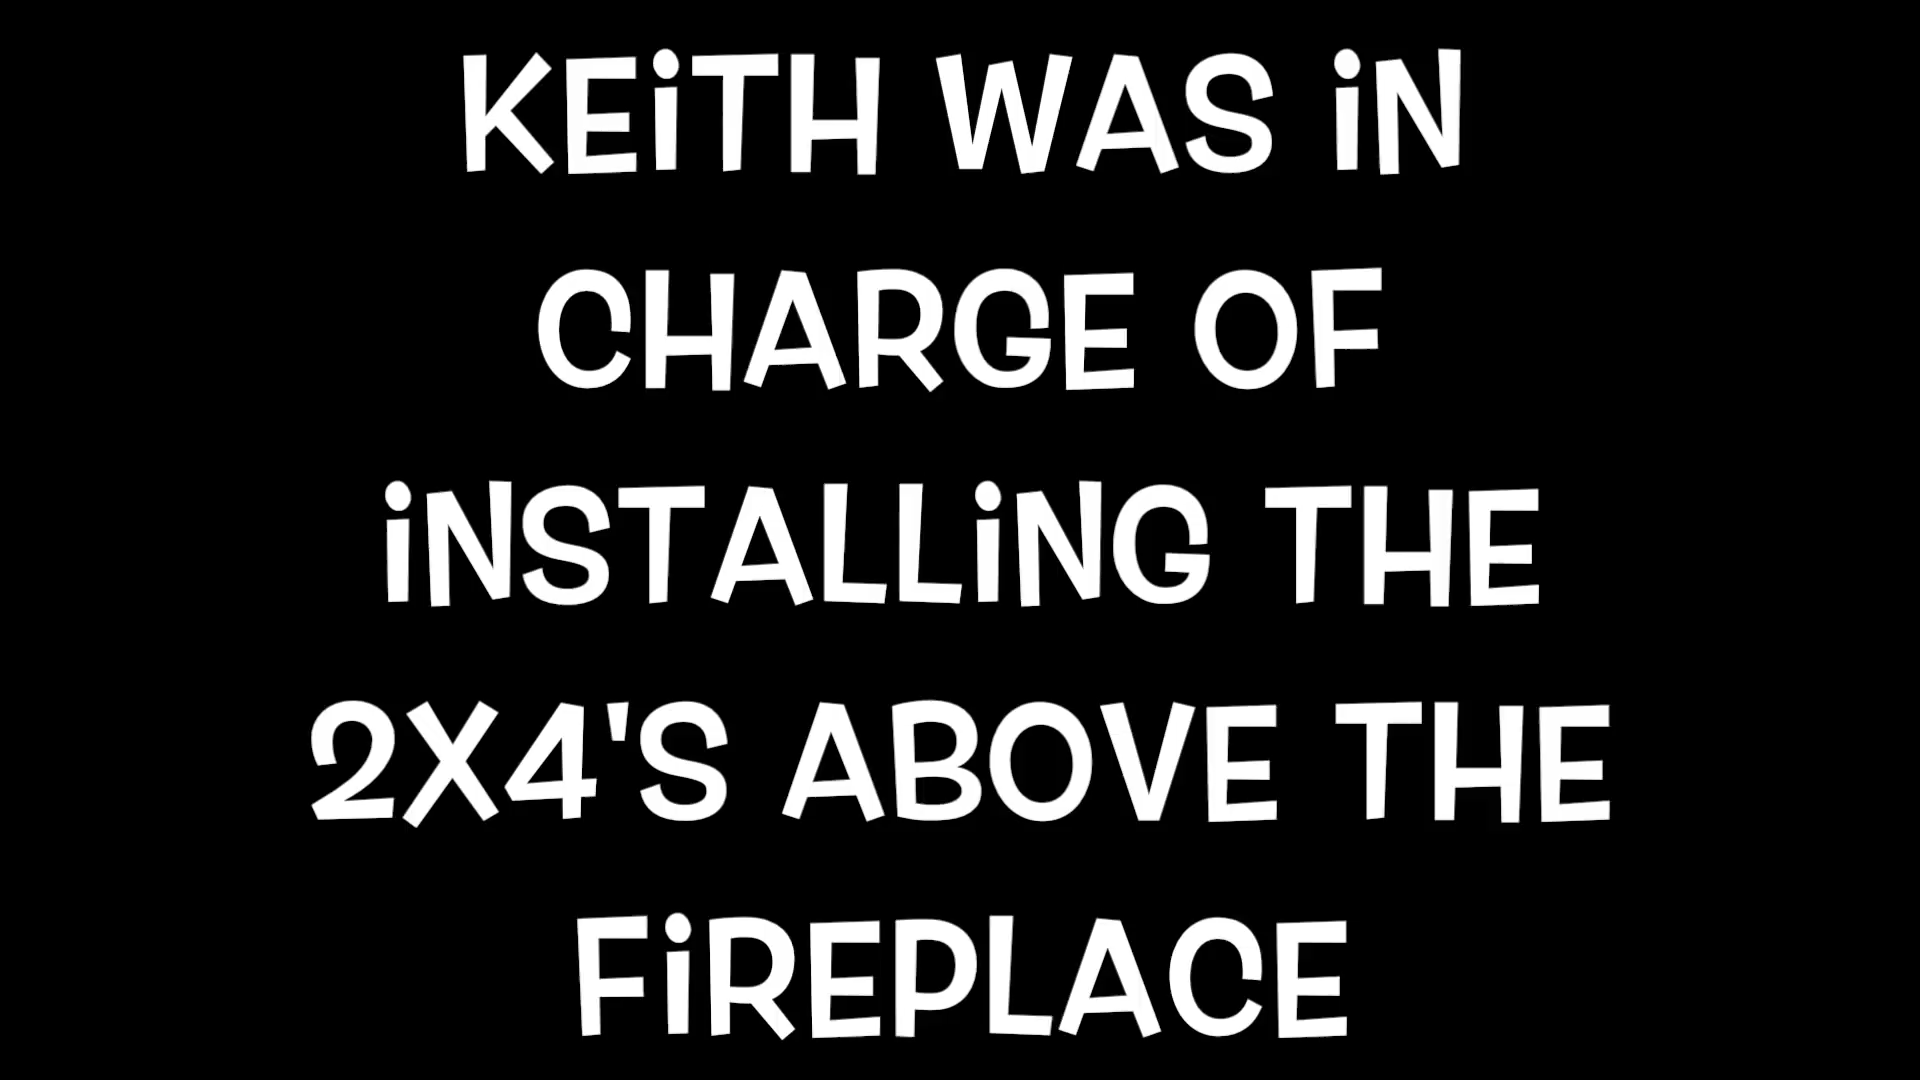 KEiTH WAS iN
CHARGE OF
iNSTALLiNG THE
2X4'S ABOVE THE
FiREPLACE